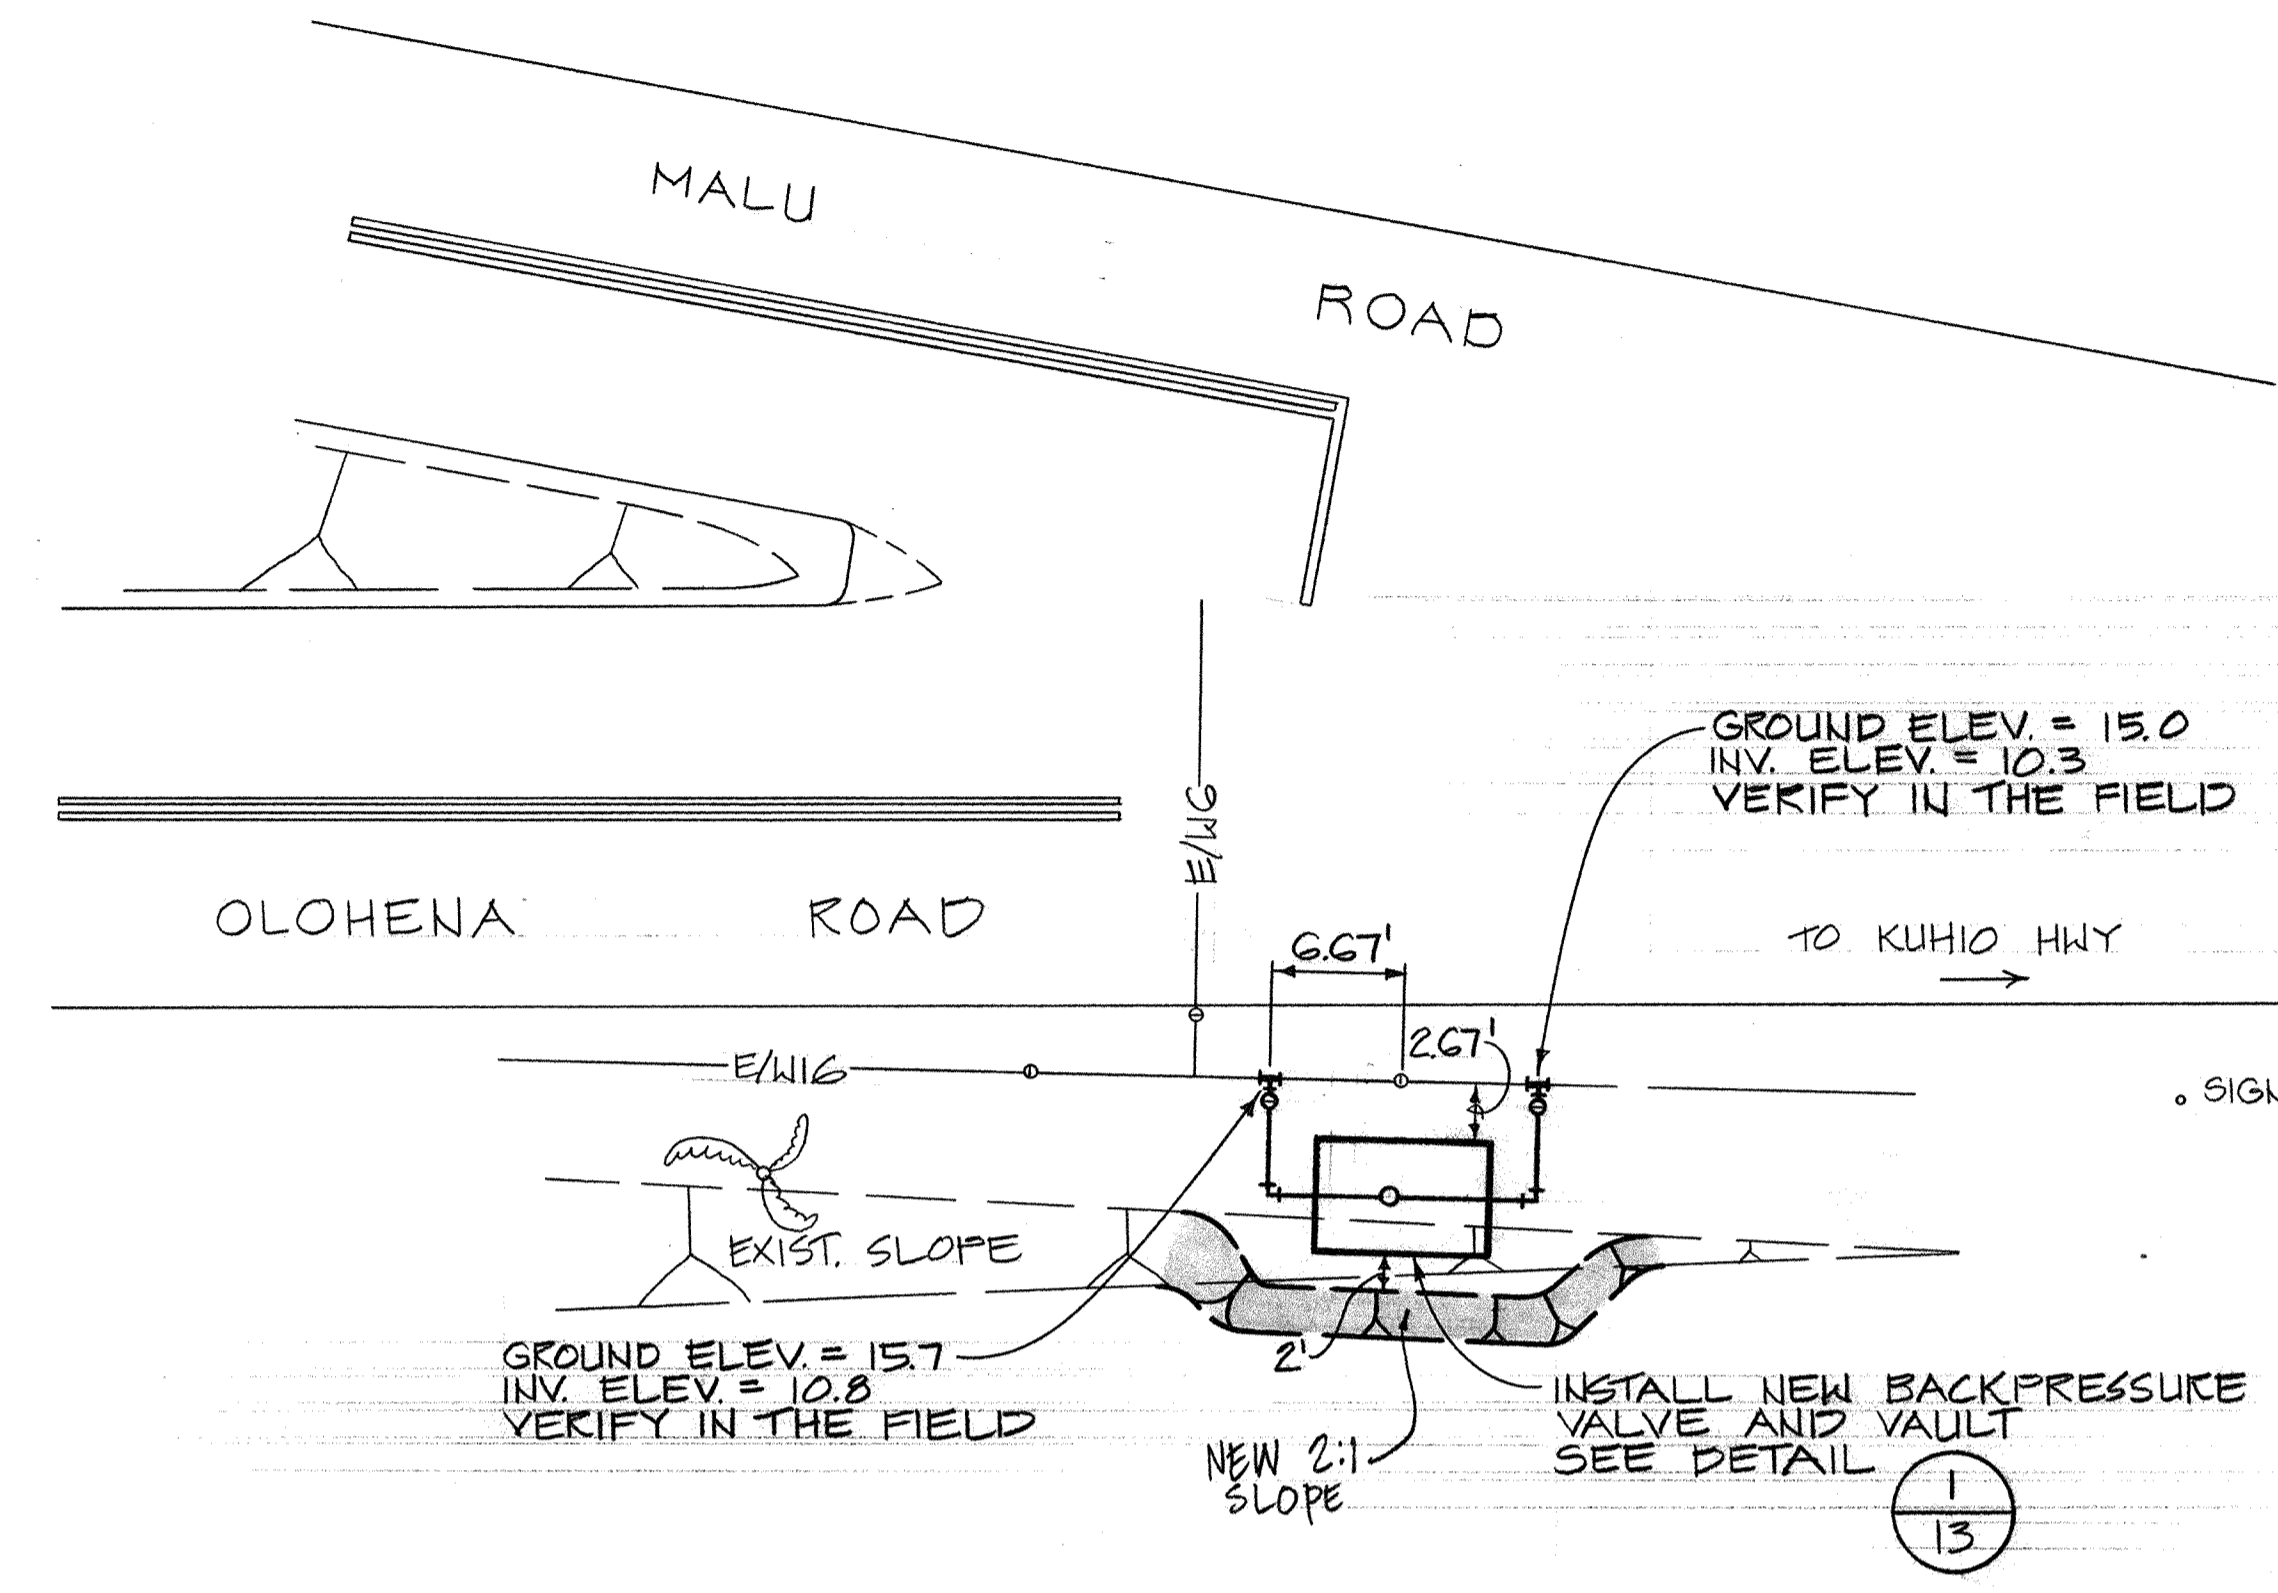 MALU
ROAD
GROUND ELEV. = 15.0
INV. ELEV. = 10.3
VERIFY IN THE FIELD
E/W6
OLOHENA ROAD
TO KUHIO HWY
6.67'
2.67'
E/W16
SIGN
EXIST. SLOPE
2'
GROUND ELEV. = 15.7
INV. ELEV. = 10.8
VERIFY IN THE FIELD
INSTALL NEW BACKPRESSURE
VALVE AND VAULT
SEE DETAIL
1
13
NEW 2:1
SLOPE